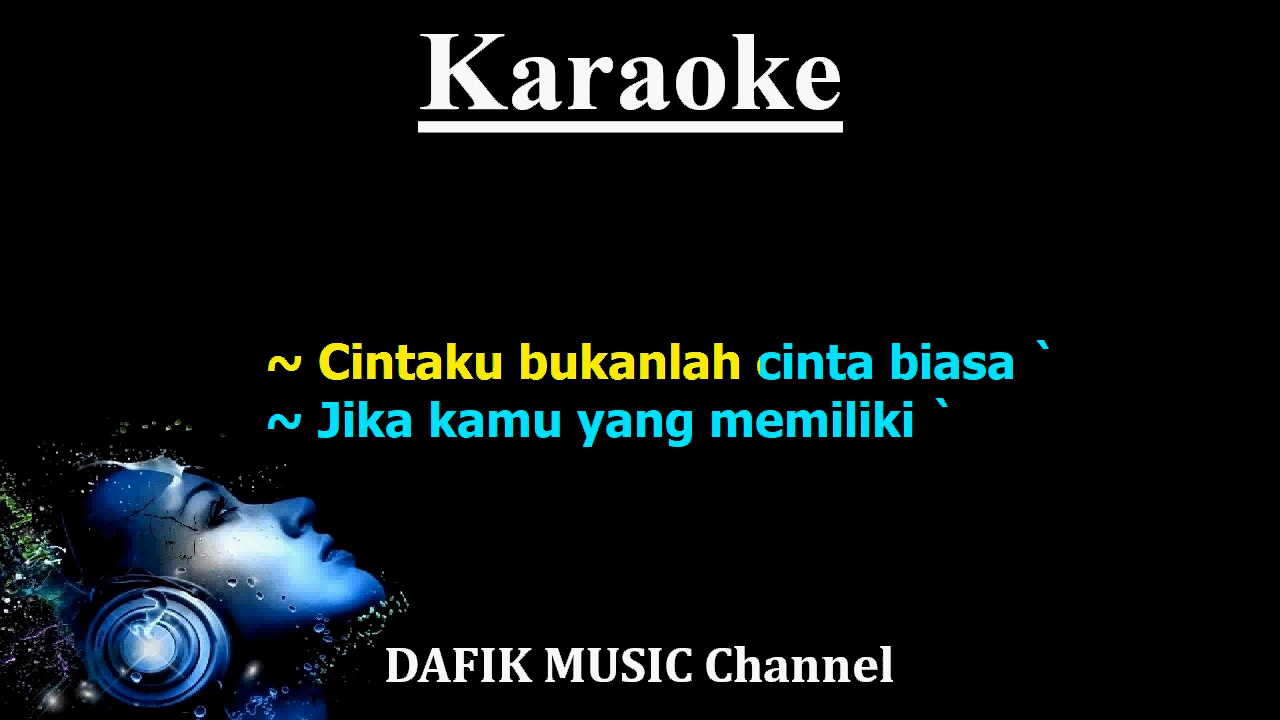 Karaoke
~ Cintaku bukanlah cinta biasa `
~ Jika kamu yang memiliki `
DAFIK MUSIC Channel